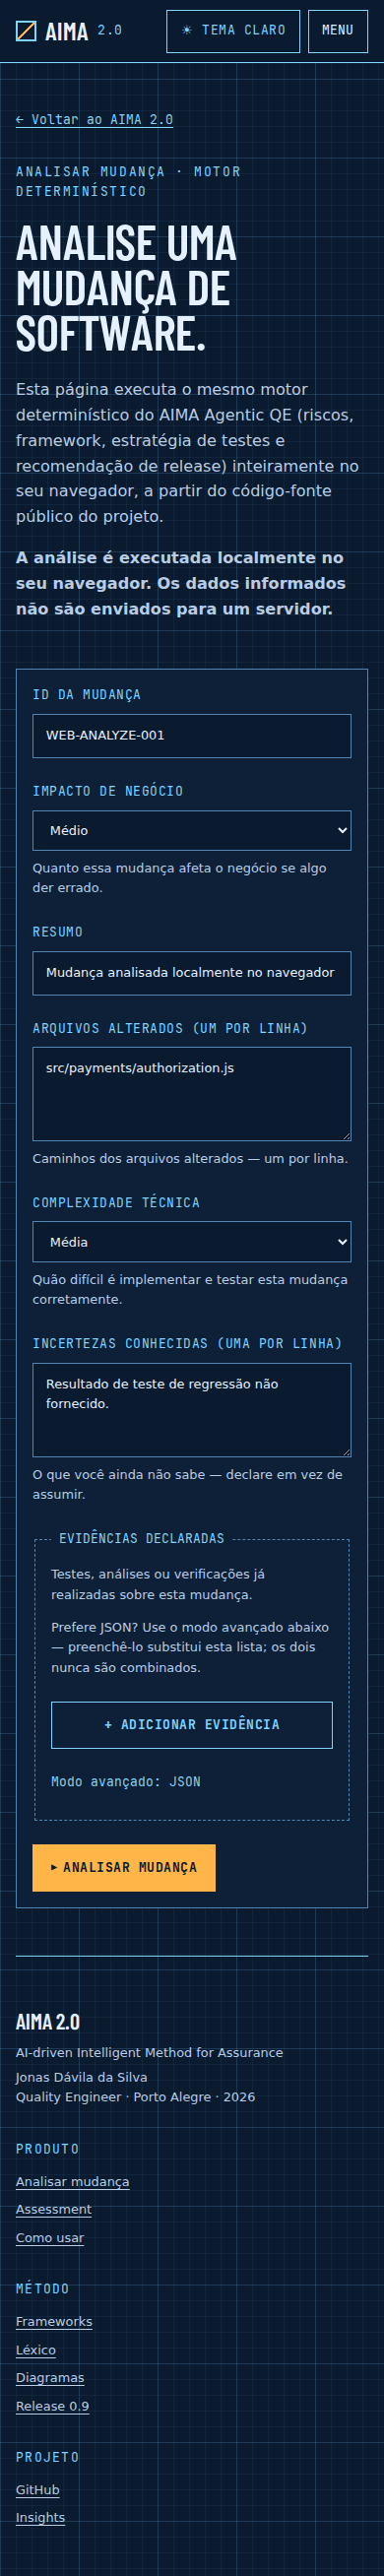 AIMA 2.0
☀ TEMA CLARO
MENU
← Voltar ao AIMA 2.0
ANALISAR MUDANÇA · MOTOR
DETERMINÍSTICO
ANALISE UMA
MUDANÇA DE
SOFTWARE.
Esta página executa o mesmo motor
determinístico do AIMA Agentic QE (riscos,
framework, estratégia de testes e
recomendação de release) inteiramente no
seu navegador, a partir do código-fonte
público do projeto.
A análise é executada localmente no
seu navegador. Os dados informados
não são enviados para um servidor.
ID DA MUDANÇA
WEB-ANALYZE-001
IMPACTO DE NEGÓCIO
Médio
Quanto essa mudança afeta o negócio se algo
der errado.
RESUMO
Mudança analisada localmente no navegador
ARQUIVOS ALTERADOS (UM POR LINHA)
src/payments/authorization.js
Caminhos dos arquivos alterados — um por linha.
COMPLEXIDADE TÉCNICA
Média
Quão difícil é implementar e testar esta mudança
corretamente.
INCERTEZAS CONHECIDAS (UMA POR LINHA)
Resultado de teste de regressão não
fornecido.
O que você ainda não sabe — declare em vez de
assumir.
EVIDÊNCIAS DECLARADAS
Testes, análises ou verificações já
realizadas sobre esta mudança.
Prefere JSON? Use o modo avançado abaixo
— preenchê-lo substitui esta lista; os dois
nunca são combinados.
+ ADICIONAR EVIDÊNCIA
Modo avançado: JSON
▶ ANALISAR MUDANÇA
AIMA 2.0
AI-driven Intelligent Method for Assurance
Jonas Dávila da Silva
Quality Engineer · Porto Alegre · 2026
PRODUTO
Analisar mudança
Assessment
Como usar
MÉTODO
Frameworks
Léxico
Diagramas
Release 0.9
PROJETO
GitHub
Insights